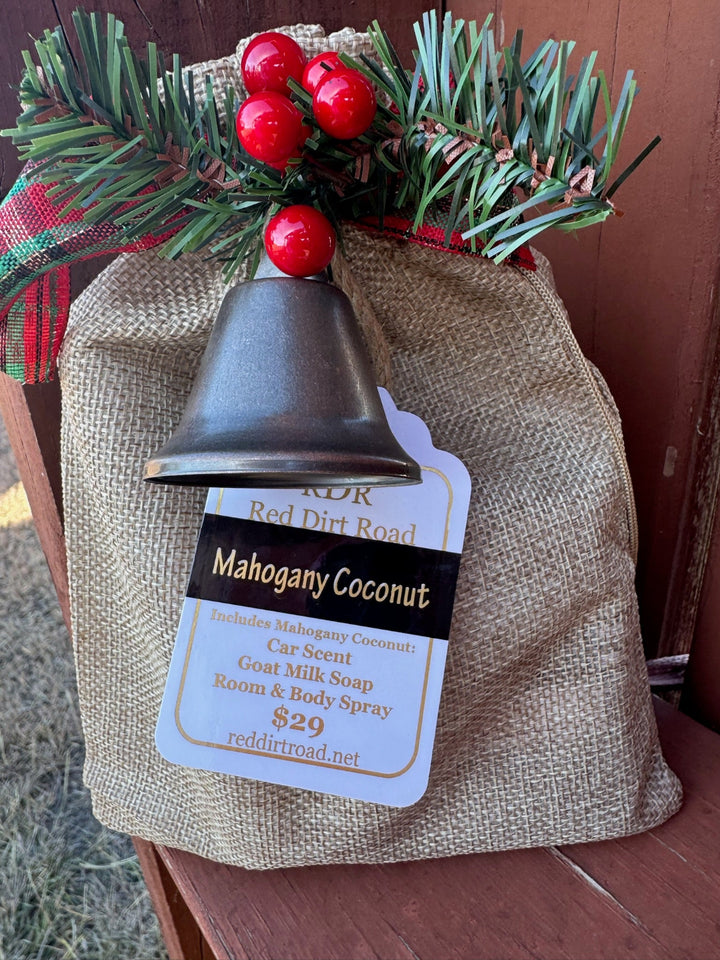 RDR
Red Dirt Road
Mahogany Coconut
Includes Mahogany Coconut:
Car Scent
Goat Milk Soap
Room & Body Spray
$29
reddirtroad.net